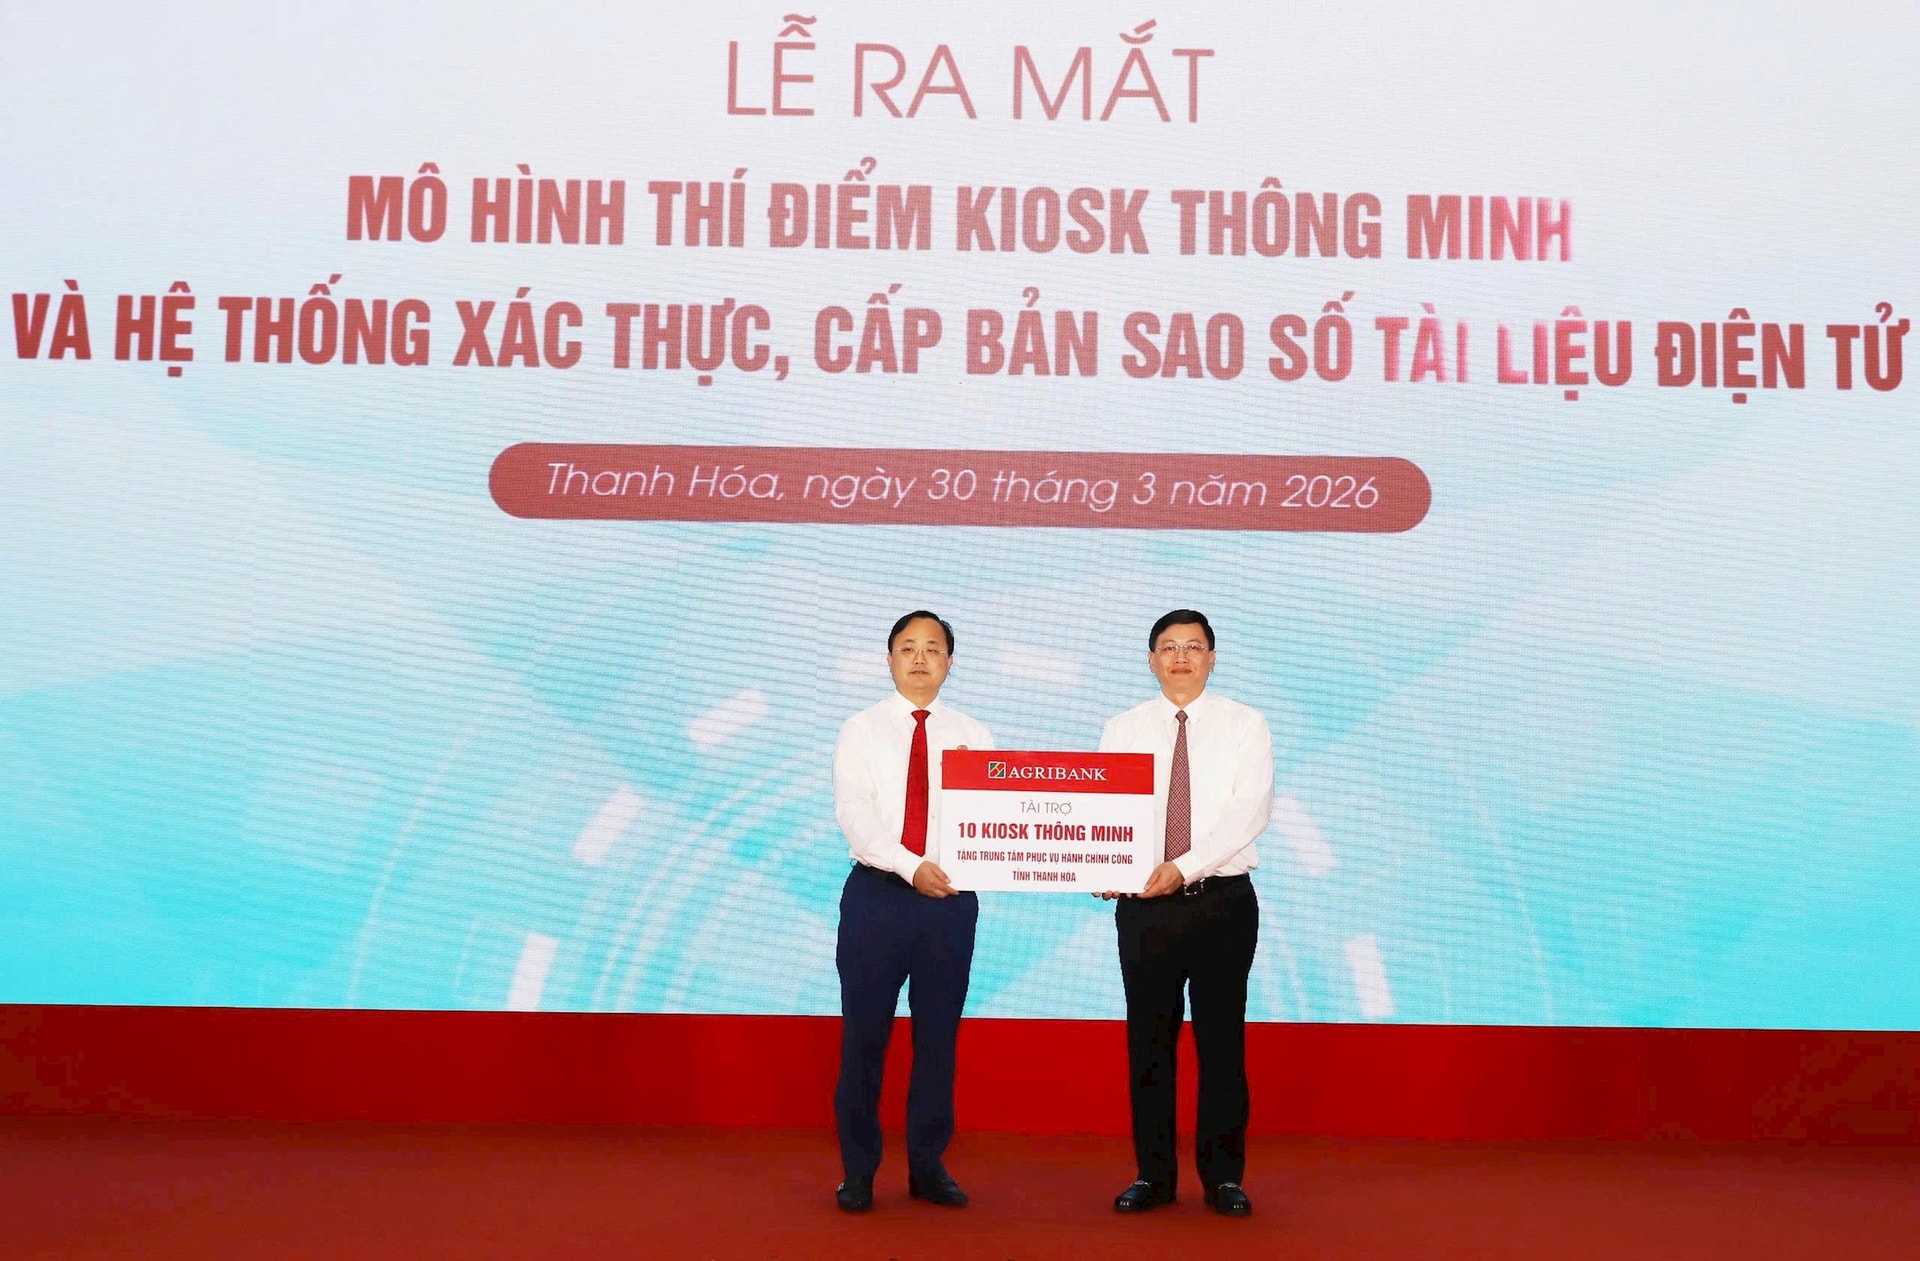 LỄ RA MẮT
MÔ HÌNH THÍ ĐIỂM KIOSK THÔNG MINH
VÀ HỆ THỐNG XÁC THỰC, CẤP BẢN SAO SỐ TÀI LIỆU ĐIỆN TỬ
Thanh Hóa, ngày 30 tháng 3 năm 2026
AGRIBANK
TÀI TRỢ
10 KIOSK THÔNG MINH
TẶNG TRUNG TÂM PHỤC VỤ HÀNH CHÍNH CÔNG
TỈNH THANH HÓA